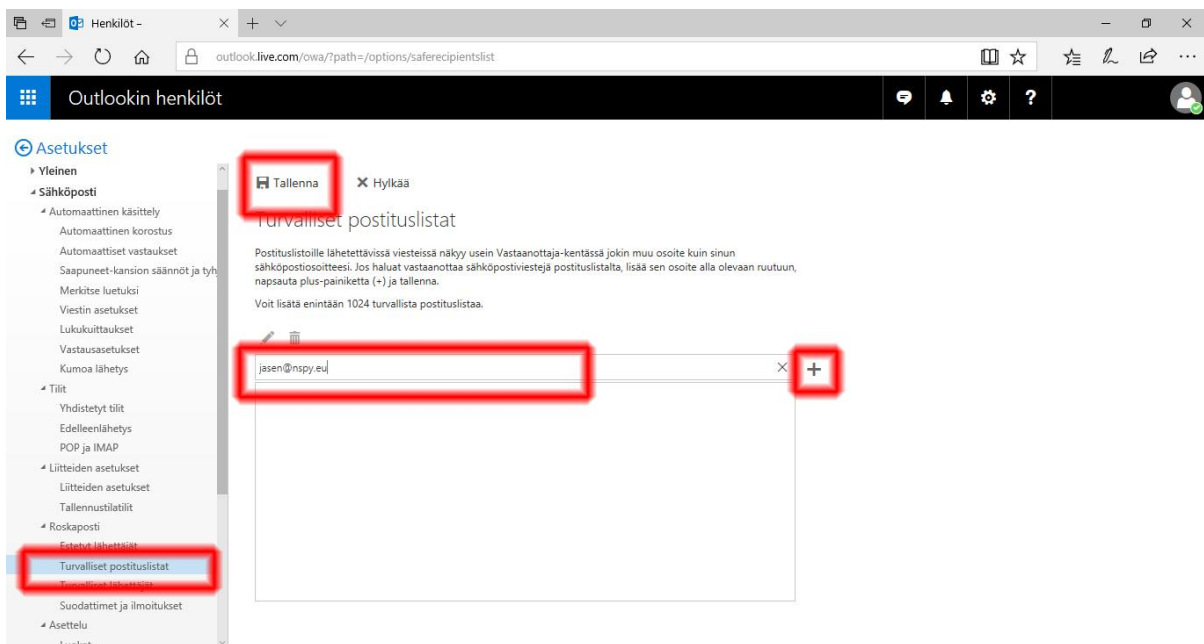 Henkilöt –
outlook.live.com/owa/?path=/options/saferecipientslist
Outlookin henkilöt
?
Asetukset
Yleinen
Sähköposti
Automaattinen käsittely
Automaattinen korostus
Automaattiset vastaukset
Saapuneet-kansion säännöt ja tyhj
Merkitse luetuksi
Viestin asetukset
Lukukuittaukset
Vastausasetukset
Kumoa lähetys
Tilit
Yhdistetyt tilit
Edelleenlähetys
POP ja IMAP
Liitteiden asetukset
Liitteiden asetukset
Tallennustilatilit
Roskaposti
Estetyt lähettäjät
Turvalliset postituslistat
Turvalliset lähettäjät
Suodattimet ja ilmoitukset
Asettelu
Luokat
Tallenna
Hylkää
Turvalliset postituslistat
Postituslistoille lähetettävissä viesteissä näkyy usein Vastaanottaja-kentässä jokin muu osoite kuin sinun
sähköpostiosoitteesi. Jos haluat vastaanottaa sähköpostiviestejä postituslistalta, lisää sen osoite alla olevaan ruutuun,
napsauta plus-painiketta (+) ja tallenna.
Voit lisätä enintään 1024 turvallista postituslistaa.
jasen@nspy.eu